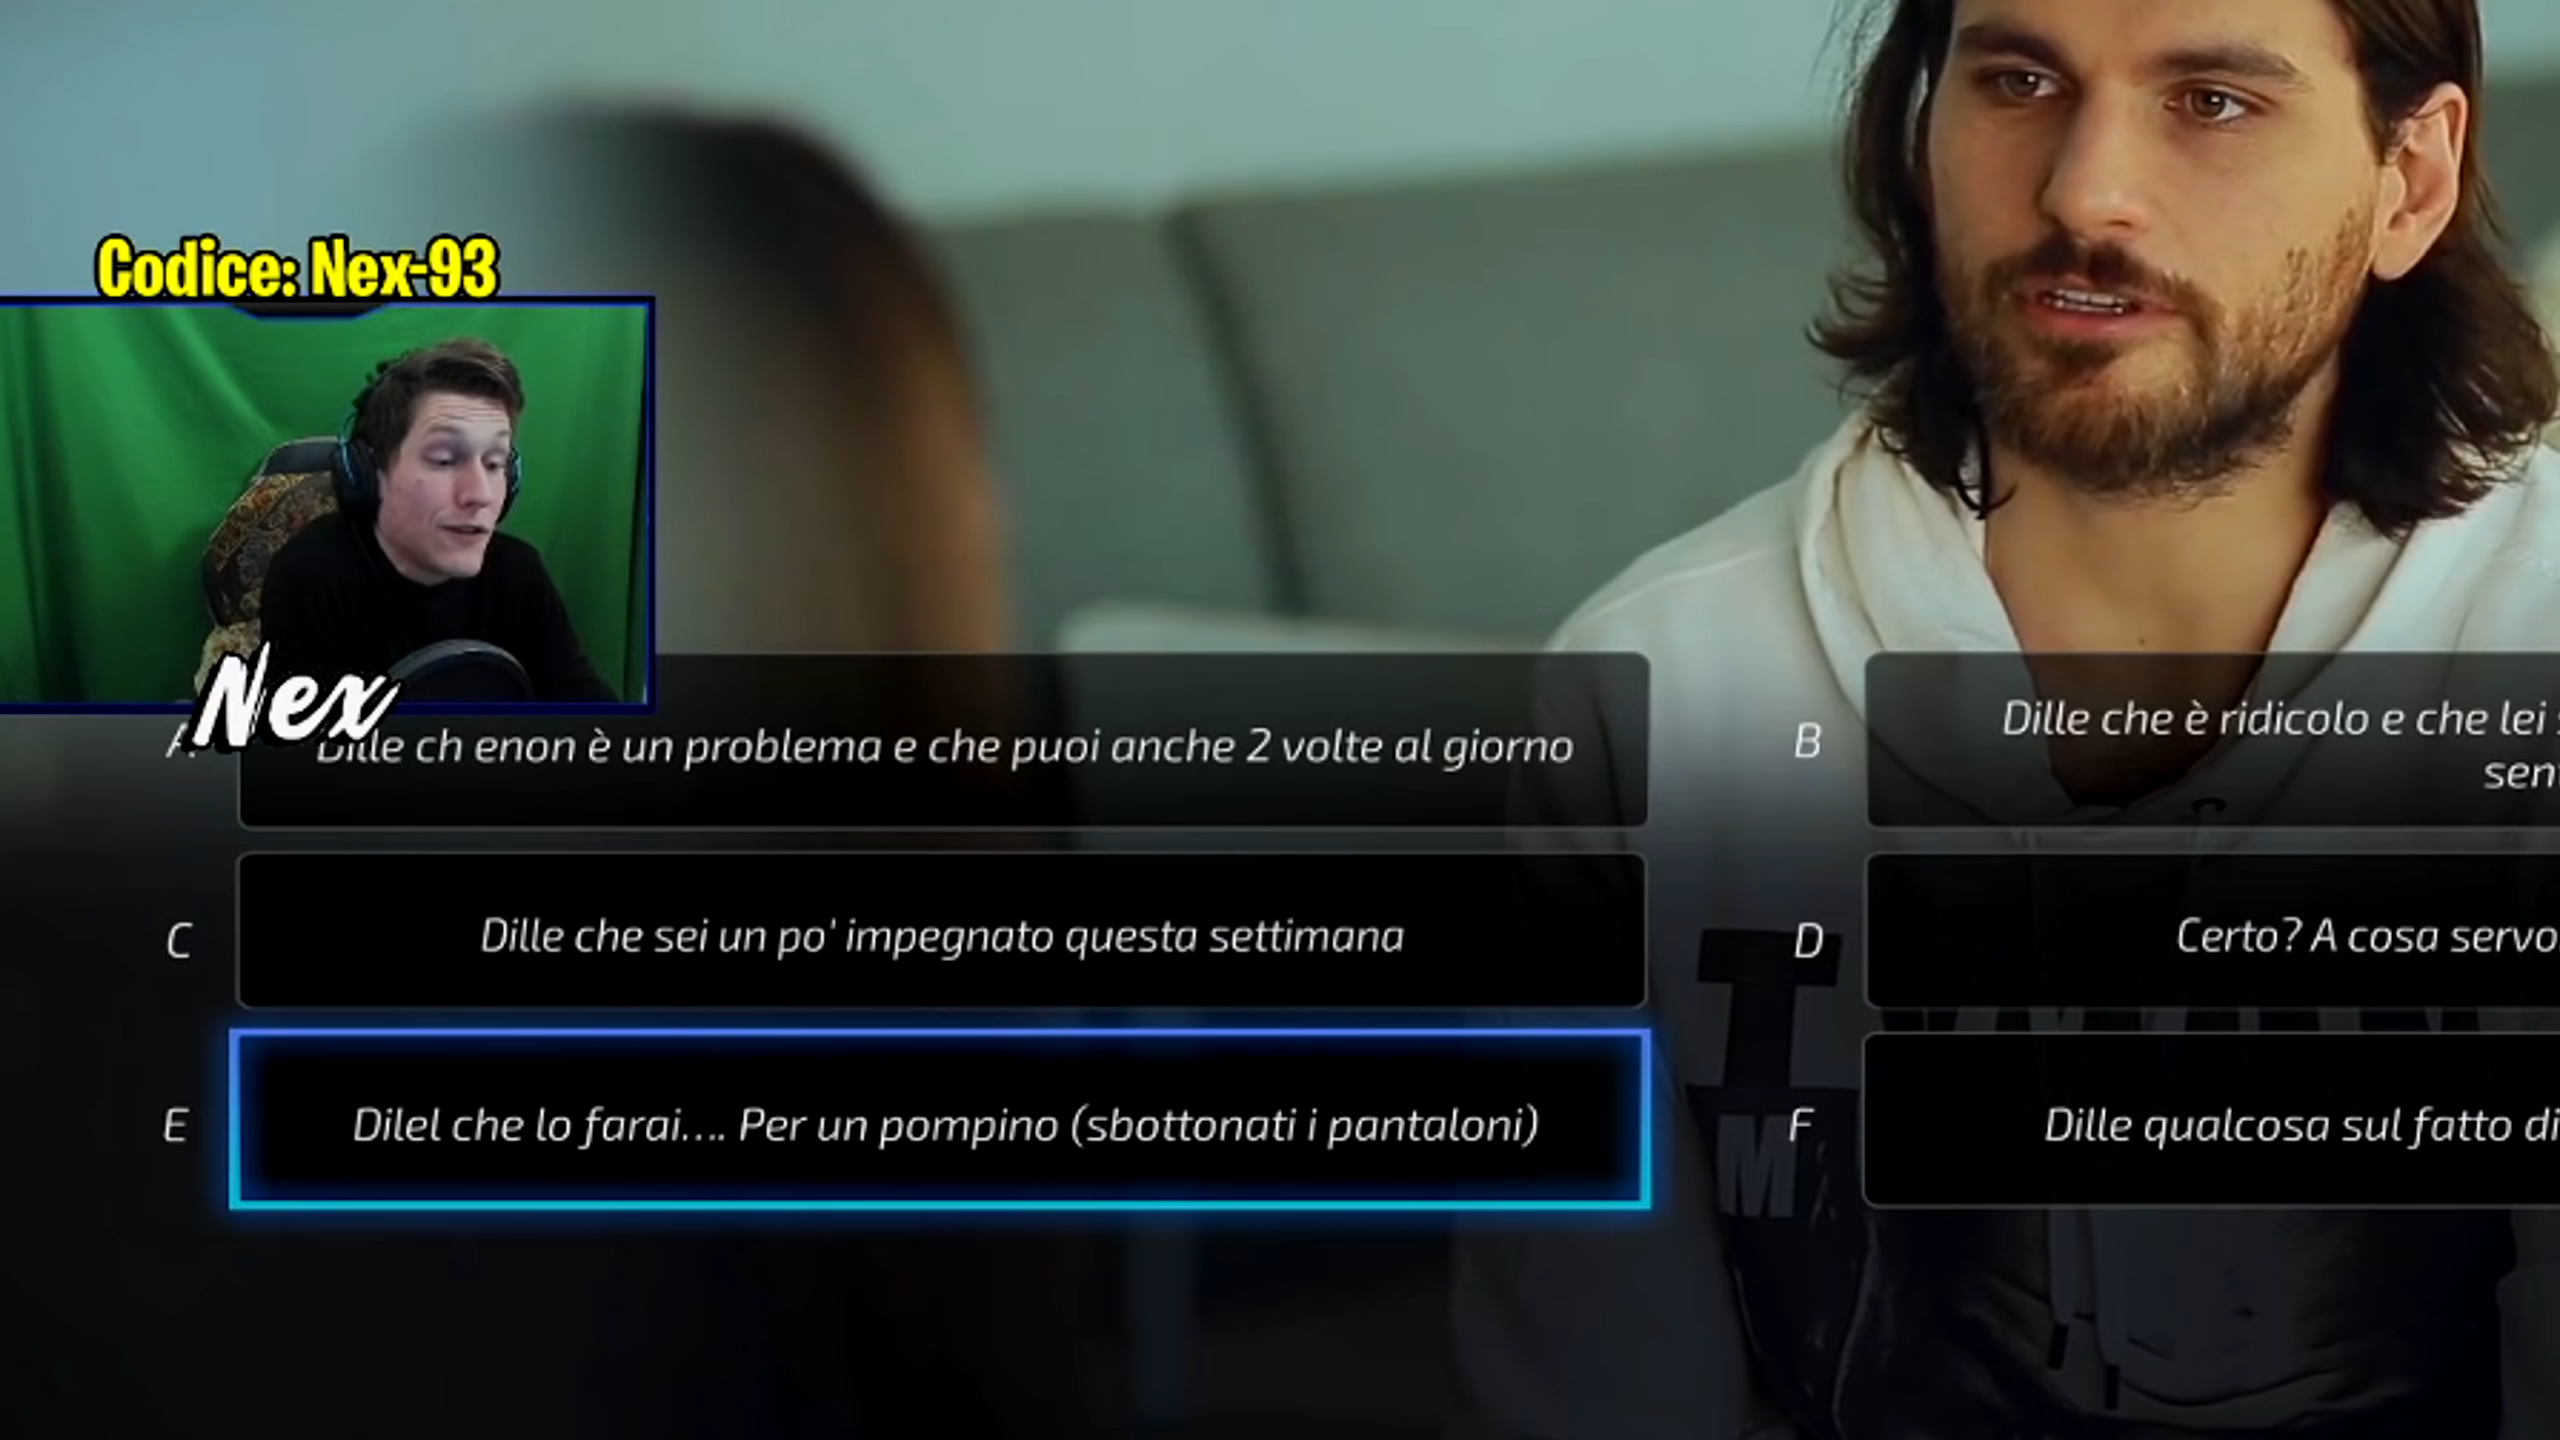 Codice: Nex-93
Nex
A
Dille ch enon è un problema e che puoi anche 2 volte al giorno
B
Dille che è ridicolo e che lei
C
Dille che sei un po' impegnato questa settimana
D
Certo? A cosa servo
E
Dilel che lo farai.... Per un pompino (sbottonati i pantaloni)
F
Dille qualcosa sul fatto di